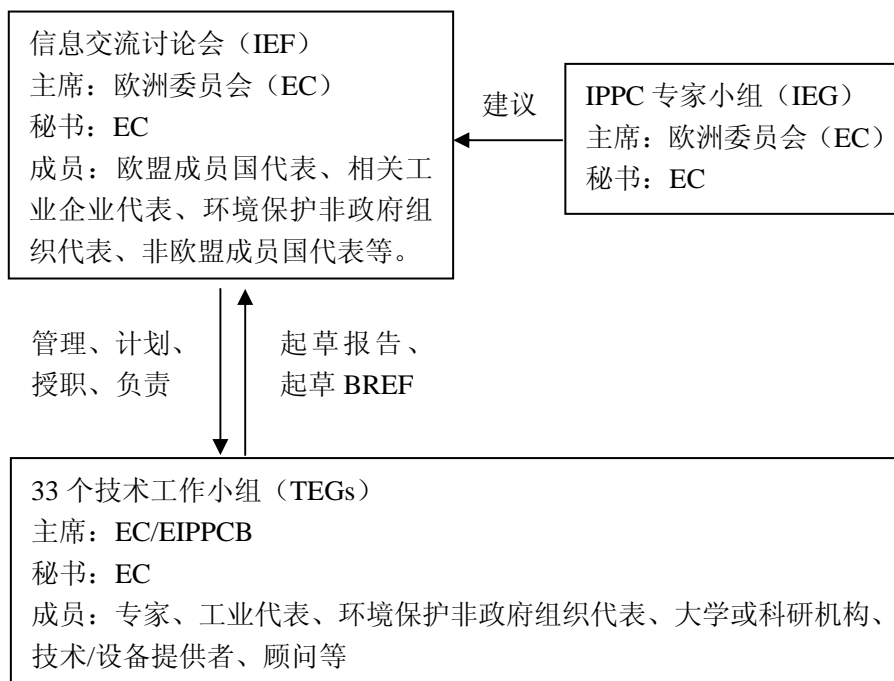 信息交流讨论会（IEF）
主席：欧洲委员会（EC）
秘书：EC
成员：欧盟成员国代表、相关工
业企业代表、环境保护非政府组
织代表、非欧盟成员国代表等。
建议
IPPC 专家小组（IEG）
主席：欧洲委员会（EC）
秘书：EC
管理、计划、
授职、负责
起草报告、
起草 BREF
33 个技术工作小组（TEGs）
主席：EC/EIPPCB
秘书：EC
成员：专家、工业代表、环境保护非政府组织代表、大学或科研机构、
技术/设备提供者、顾问等